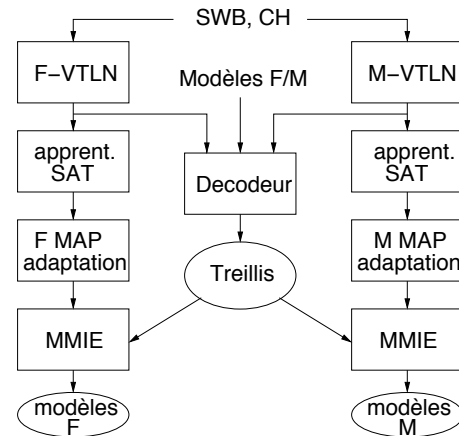 SWB, CH
F-VTLN
Modèles F/M
M-VTLN
apprent.
SAT
Decodeur
apprent.
SAT
F MAP
adaptation
Treillis
M MAP
adaptation
MMIE
MMIE
modèles
F
modèles
M